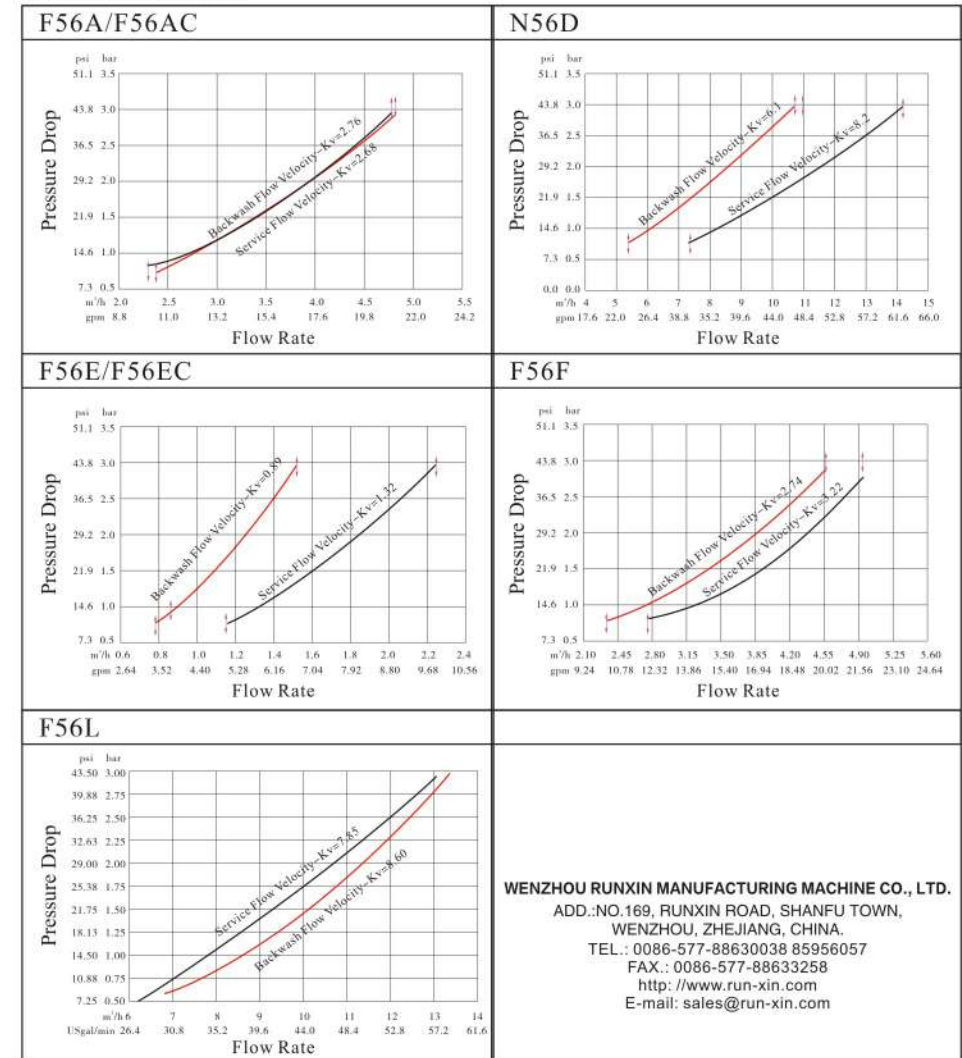 F56A/F56AC
psi bar
51.1 3.5
43.8 3.0
36.5 2.5
29.2 2.0
21.9 1.5
14.6 1.0
7.3 0.5
Pressure Drop
Backwash Flow Velocity-Kv=2.76
Service Flow Velocity-Kv=2.68
m³/h 2.0 2.5 3.0 3.5 4.0 4.5 5.0 5.5
gpm 8.8 11.0 13.2 15.4 17.6 19.8 22.0 24.2
Flow Rate
N56D
psi bar
51.1 3.5
43.8 3.0
36.5 2.5
29.2 2.0
21.9 1.5
14.6 1.0
7.3 0.5
0.0 0.0
Pressure Drop
Backwash Flow Velocity-Kv=6.1
Service Flow Velocity-Kv=8.2
m³/h 4 5 6 7 8 9 10 11 12 13 14 15
gpm 17.6 22.0 26.4 38.8 35.2 39.6 44.0 48.4 52.8 57.2 61.6 66.0
Flow Rate
F56E/F56EC
psi bar
51.1 3.5
43.8 3.0
36.5 2.5
29.2 2.0
21.9 1.5
14.6 1.0
7.3 0.5
Pressure Drop
Backwash Flow Velocity-Kv=0.89
Service Flow Velocity-Kv=1.32
m³/h 0.6 0.8 1.0 1.2 1.4 1.6 1.8 2.0 2.2 2.4
gpm 2.64 3.52 4.40 5.28 6.16 7.04 7.92 8.80 9.68 10.56
Flow Rate
F56F
psi bar
51.1 3.5
43.8 3.0
36.5 2.5
29.2 2.0
21.9 1.5
14.6 1.0
7.3 0.5
Pressure Drop
Backwash Flow Velocity-Kv=2.74
Service Flow Velocity-Kv=3.22
m³/h 2.10 2.45 2.80 3.15 3.50 3.85 4.20 4.55 4.90 5.25 5.60
gpm 9.24 10.78 12.32 13.86 15.40 16.94 18.48 20.02 21.56 23.10 24.64
Flow Rate
F56L
psi bar
43.50 3.00
39.88 2.75
36.25 2.50
32.63 2.25
29.00 2.00
25.38 1.75
21.75 1.50
18.13 1.25
14.50 1.00
10.88 0.75
7.25 0.50
Pressure Drop
Service Flow Velocity-Kv=7.85
Backwash Flow Velocity-Kv=8.60
m³/h 6 7 8 9 10 11 12 13 14
USgal/min 26.4 30.8 35.2 39.6 44.0 48.4 52.8 57.2 61.6
Flow Rate
WENZHOU RUNXIN MANUFACTURING MACHINE CO., LTD.
ADD.:NO.169, RUNXIN ROAD, SHANFU TOWN,
WENZHOU, ZHEJIANG, CHINA.
TEL.: 0086-577-88630038 85956057
FAX.: 0086-577-88633258
http: //www.run-xin.com
E-mail: sales@run-xin.com